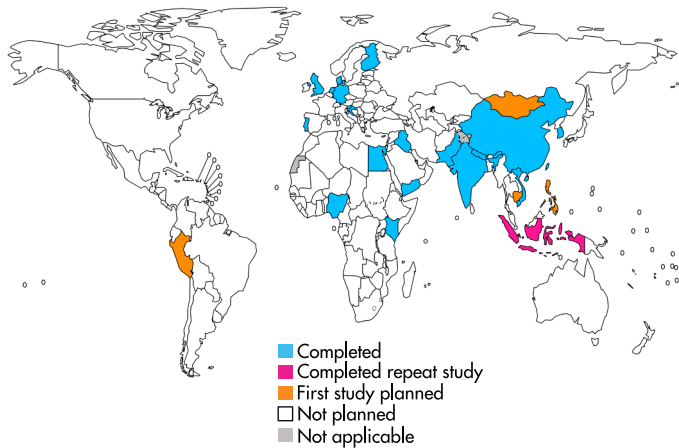 Completed
Completed repeat study
First study planned
Not planned
Not applicable